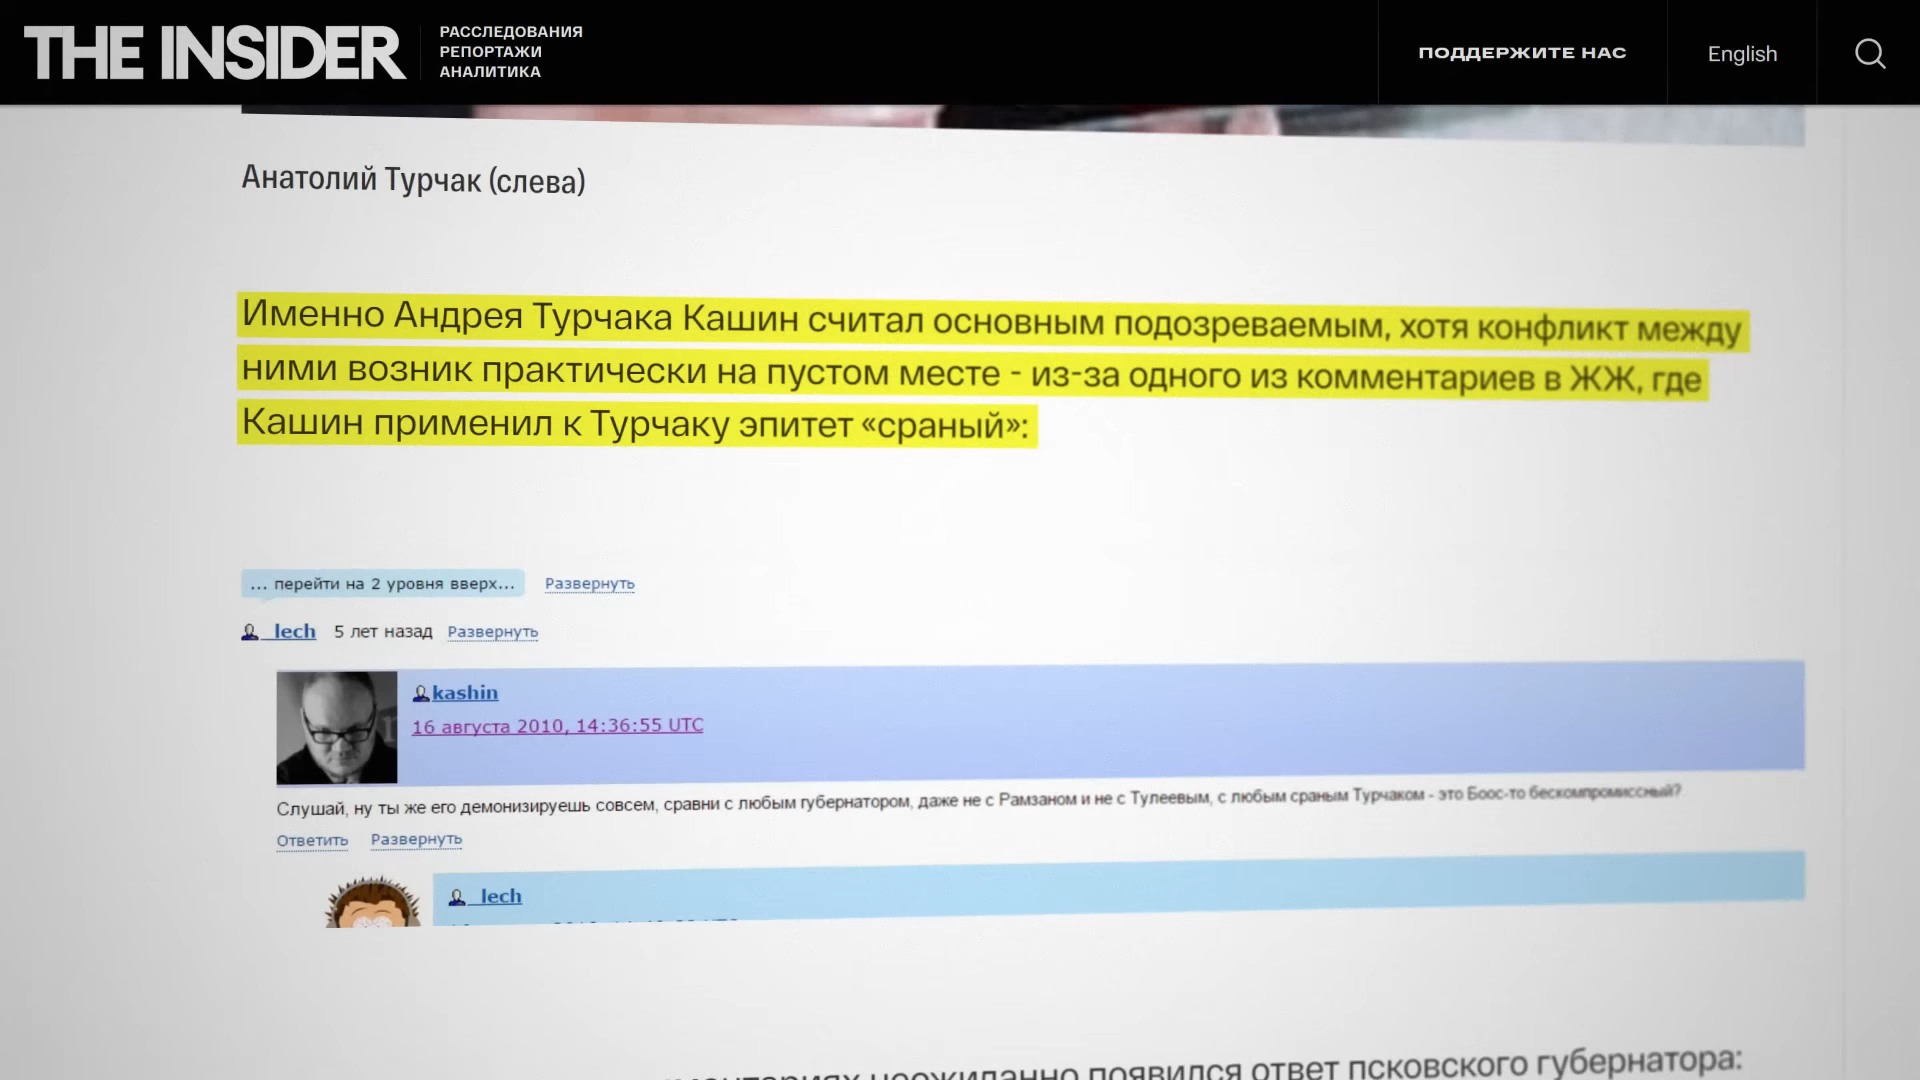 THE INSIDER
РАССЛЕДОВАНИЯ
РЕПОРТАЖИ
АНАЛИТИКА
ПОДДЕРЖИТЕ НАС
English
Анатолий Турчак (слева)
Именно Андрея Турчака Кашин считал основным подозреваемым, хотя конфликт между
ними возник практически на пустом месте - из-за одного из комментариев в ЖЖ, где
Кашин применил к Турчаку эпитет «сраный»:
... перейти на 2 уровня вверх... Развернуть
_lech 5 лет назад Развернуть
kashin
16 августа 2010, 14:36:55 UTC
Слушай, ну ты же его демонизируешь совсем, сравни с любым губернатором, даже не с Рамзаном и не с Тулеевым, с любым сраным Турчаком - это Боос-то бескомпромиссный?
Ответить Развернуть
_lech
неожиданно появился ответ псковского губернатора: